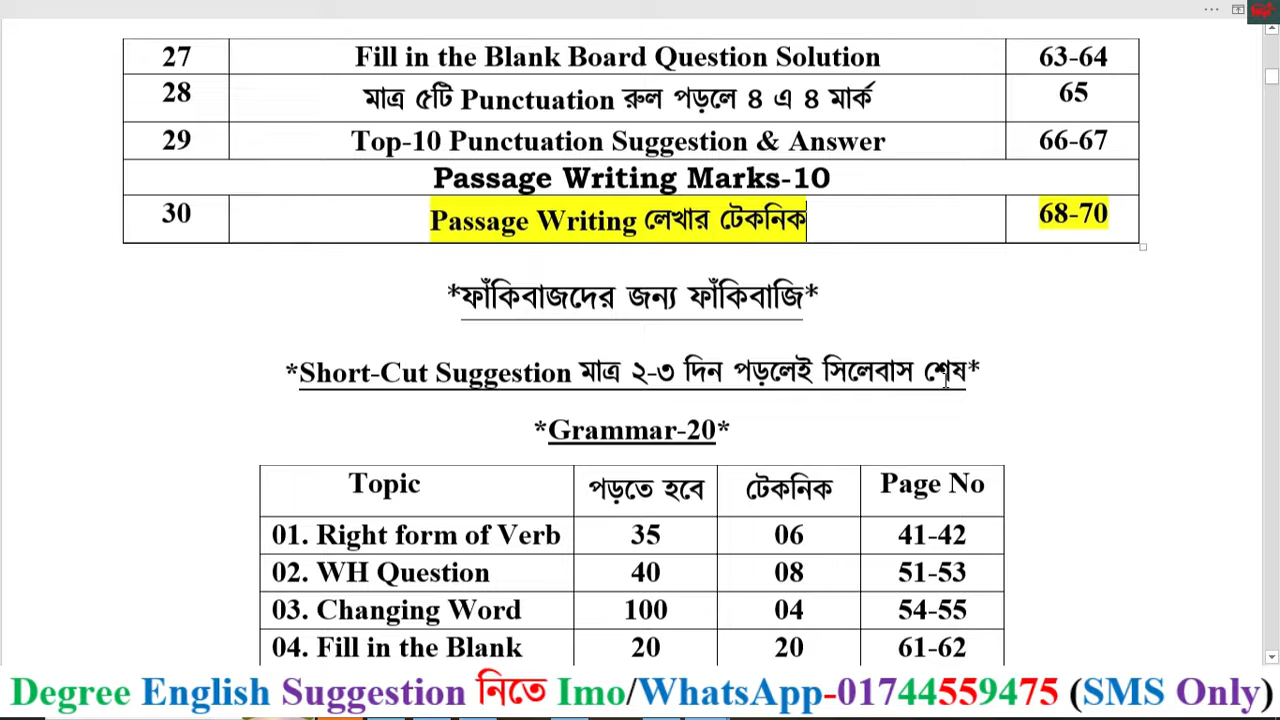 27 Fill in the Blank Board Question Solution 63-64
28 মাত্র ৫টি Punctuation রুল পড়লে ৪ এ ৪ মার্ক 65
29 Top-10 Punctuation Suggestion & Answer 66-67
Passage Writing Marks-10
30 Passage Writing লেখার টেকনিক 68-70
*ফাঁকিবাজদের জন্য ফাঁকিবাজি*
*Short-Cut Suggestion মাত্র ২-৩ দিন পড়লেই সিলেবাস শেষ*
*Grammar-20*
Topic পড়তে হবে টেকনিক Page No
01. Right form of Verb 35 06 41-42
02. WH Question 40 08 51-53
03. Changing Word 100 04 54-55
04. Fill in the Blank 20 20 61-62
Degree English Suggestion নিতে Imo/WhatsApp-01744559475 (SMS Only)